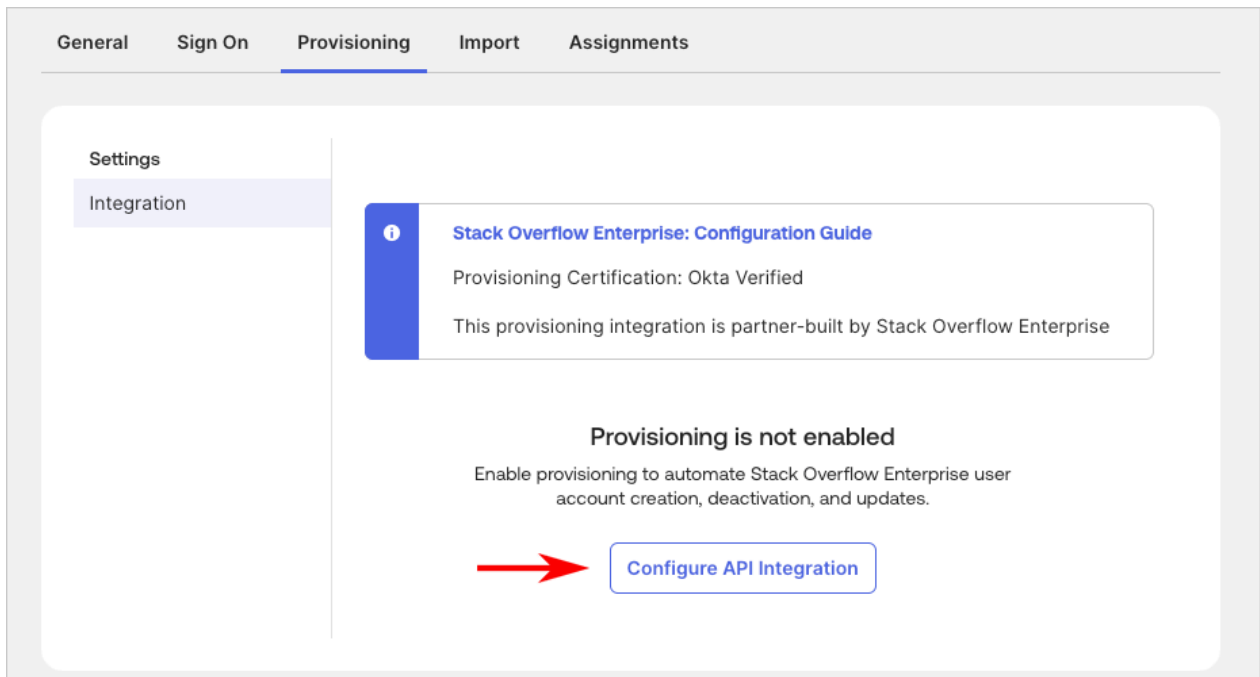 General Sign On Provisioning Import Assignments
Settings
Integration
Stack Overflow Enterprise: Configuration Guide
Provisioning Certification: Okta Verified
This provisioning integration is partner-built by Stack Overflow Enterprise
Provisioning is not enabled
Enable provisioning to automate Stack Overflow Enterprise user
account creation, deactivation, and updates.
Configure API Integration